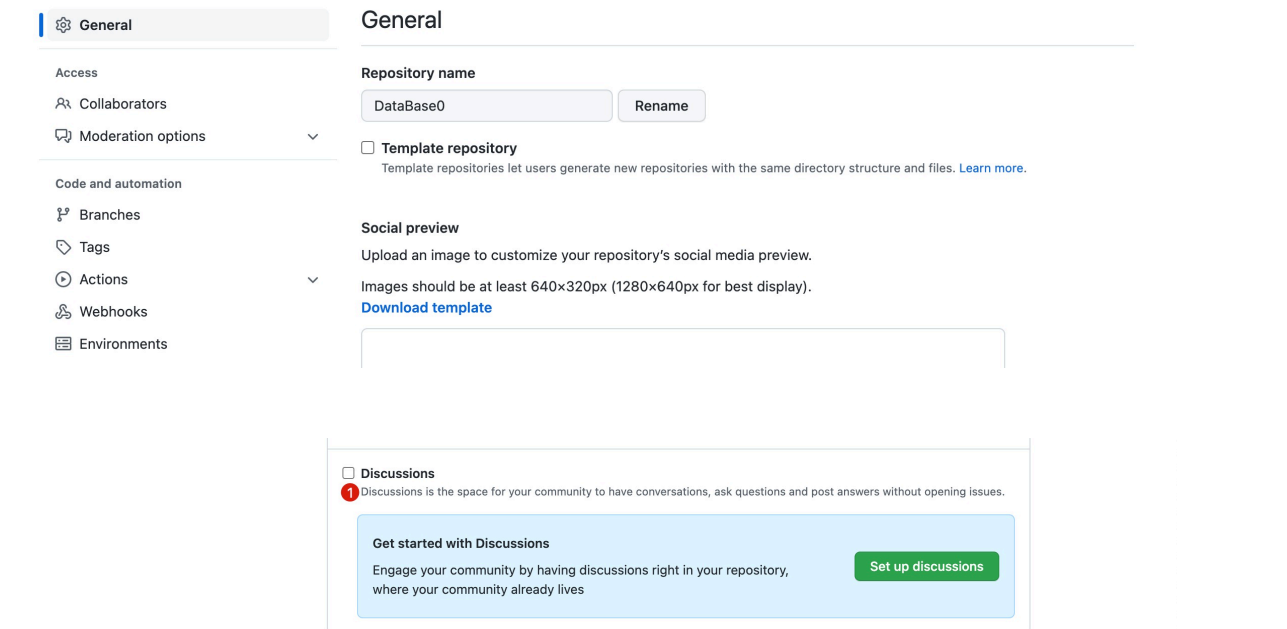 General
Access
Collaborators
Moderation options
Code and automation
Branches
Tags
Actions
Webhooks
Environments
General
Repository name
DataBase0 Rename
Template repository
Template repositories let users generate new repositories with the same directory structure and files. Learn more.
Social preview
Upload an image to customize your repository’s social media preview.
Images should be at least 640×320px (1280×640px for best display).
Download template
Discussions
1 Discussions is the space for your community to have conversations, ask questions and post answers without opening issues.
Get started with Discussions
Engage your community by having discussions right in your repository,
where your community already lives
Set up discussions